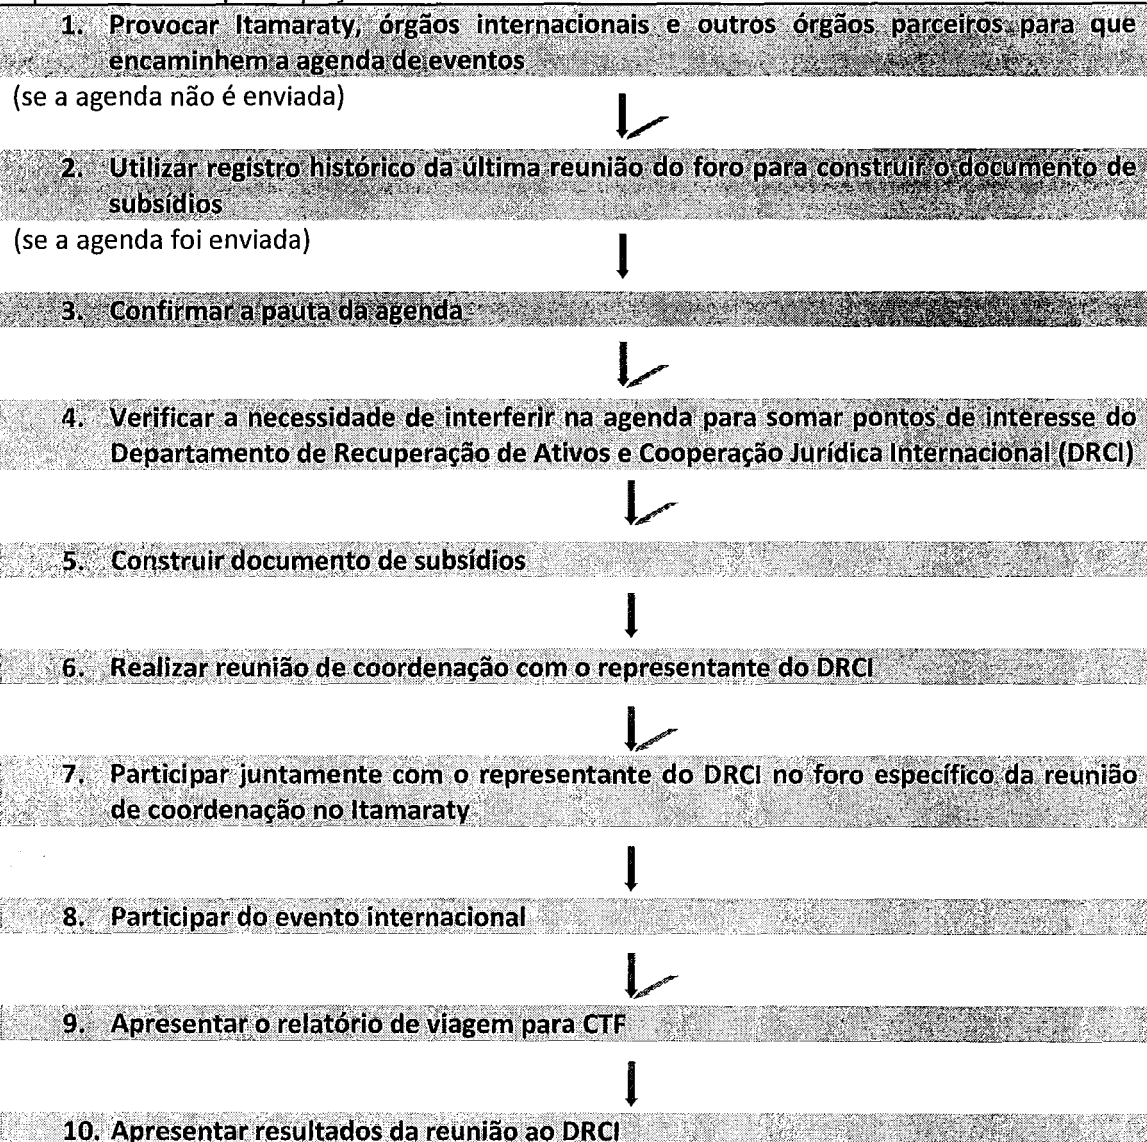 1. Provocar Itamaraty, órgãos internacionais e outros órgãos parceiros para que
encaminhem a agenda de eventos
(se a agenda não é enviada)
2. Utilizar registro histórico da última reunião do foro para construir o documento de
subsídios
(se a agenda foi enviada)
3. Confirmar a pauta da agenda
4. Verificar a necessidade de interferir na agenda para somar pontos de interesse do
Departamento de Recuperação de Ativos e Cooperação Jurídica Internacional (DRCI)
5. Construir documento de subsídios
6. Realizar reunião de coordenação com o representante do DRCI
7. Participar juntamente com o representante do DRCI no foro específico da reunião
de coordenação no Itamaraty
8. Participar do evento internacional
9. Apresentar o relatório de viagem para CTF
10. Apresentar resultados da reunião ao DRCI